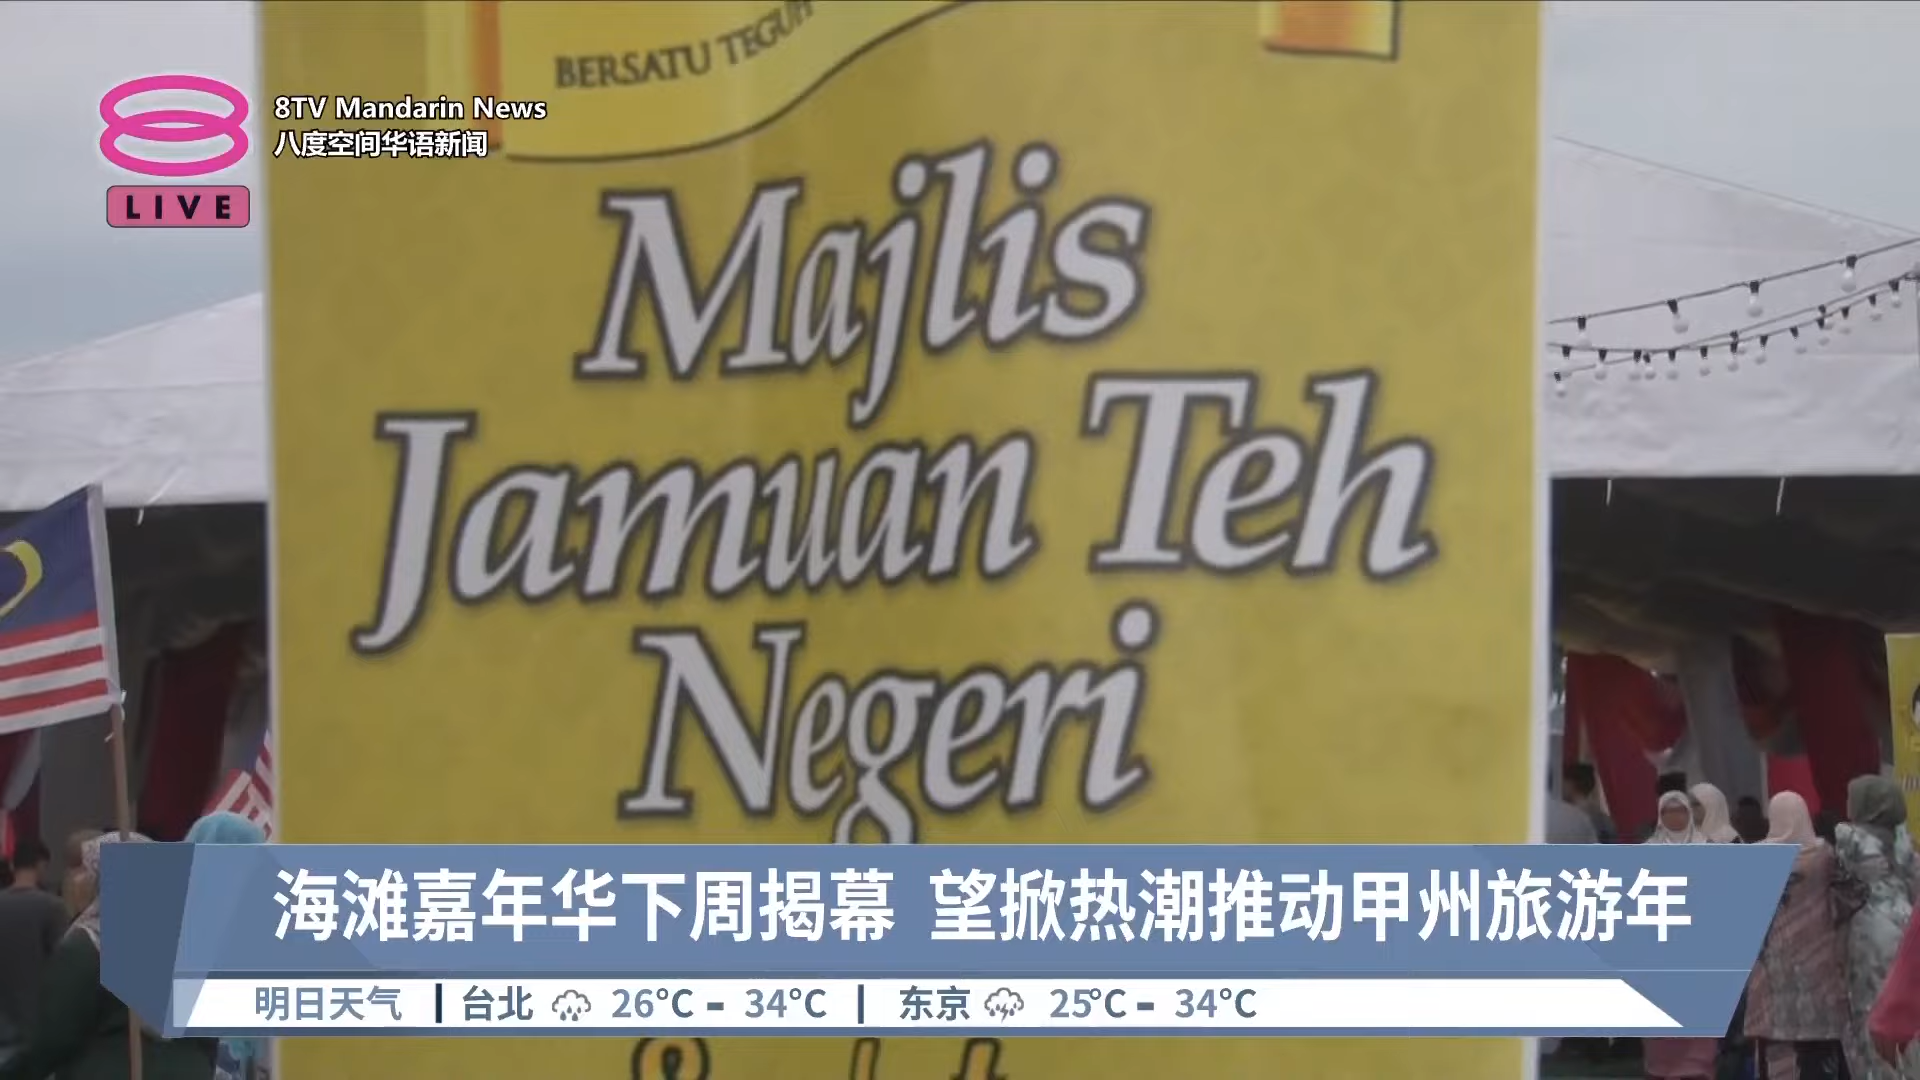 BERSATU TEGUH
8TV Mandarin News
八度空间华语新闻
LIVE
Majlis
Jamuan Teh
Negeri
海滩嘉年华下周揭幕 望掀热潮推动甲州旅游年
明日天气 | 台北 26°C - 34°C | 东京 25°C - 34°C